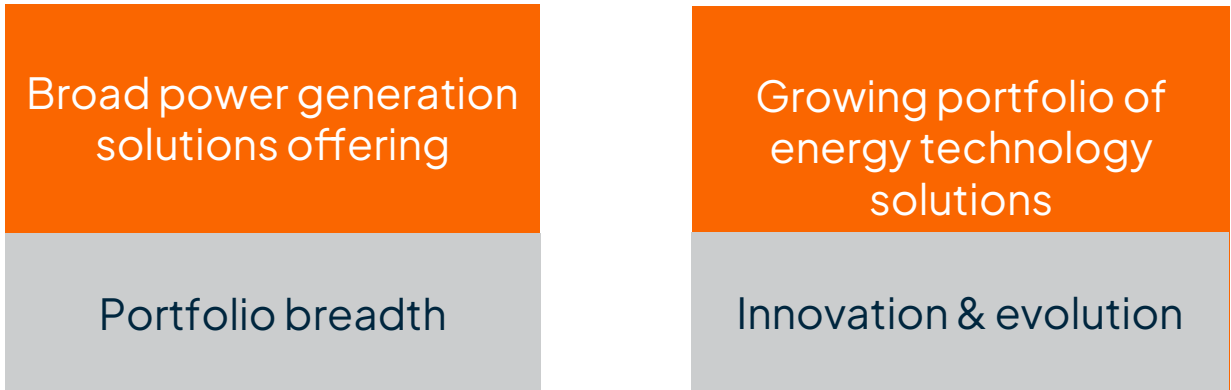 Broad power generation
solutions offering
Portfolio breadth
Growing portfolio of
energy technology
solutions
Innovation & evolution